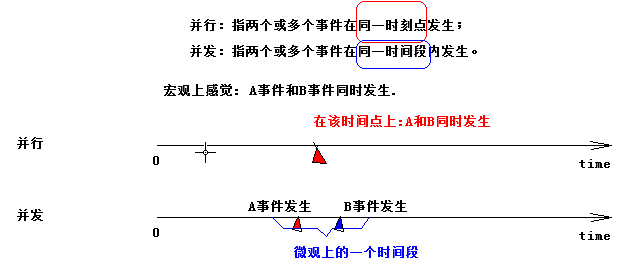 并行：指两个或多个事件在同一时刻点发生；
并发：指两个或多个事件在同一时间段内发生。
宏观上感觉：A事件和B事件同时发生.
在该时间点上:A和B同时发生
并行
0
time
A事件发生 B事件发生
并发
0
time
微观上的一个时间段